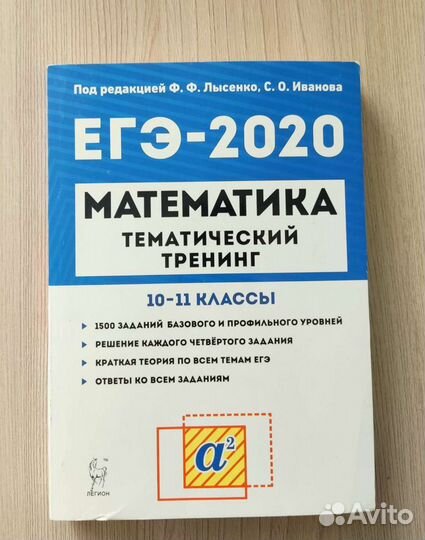 Под редакцией Ф. Ф. Лысенко, С. О. Иванова
ЕГЭ-2020
МАТЕМАТИКА
ТЕМАТИЧЕСКИЙ
ТРЕНИНГ
10-11 КЛАССЫ
1500 ЗАДАНИЙ БАЗОВОГО И ПРОФИЛЬНОГО УРОВНЕЙ
РЕШЕНИЕ КАЖДОГО ЧЕТВЁРТОГО ЗАДАНИЯ
КРАТКАЯ ТЕОРИЯ ПО ВСЕМ ТЕМАМ ЕГЭ
ОТВЕТЫ КО ВСЕМ ЗАДАНИЯМ
a²
ЛЕГИОН
Avito